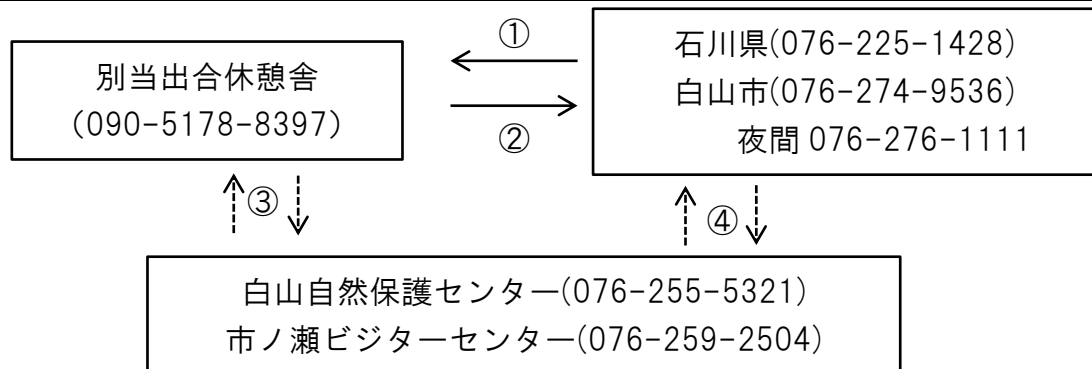 ①
石川県(076-225-1428)
別当出合休憩舎
白山市(076-274-9536)
(090-5178-8397)
夜間 076-276-1111
②
③
④
白山自然保護センター(076-255-5321)
市ノ瀬ビジターセンター(076-259-2504)